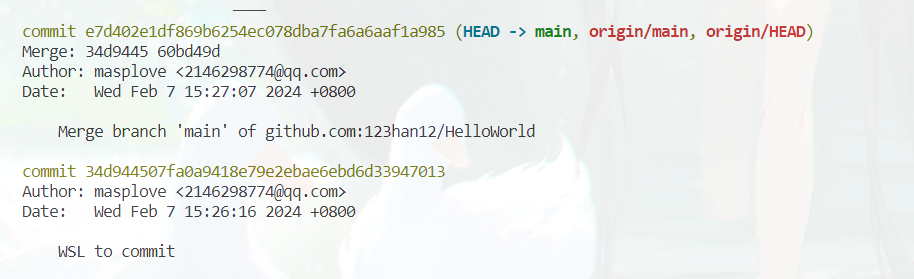 commit e7d402e1df869b6254ec078dba7fa6a6aaf1a985 (HEAD -> main, origin/main, origin/HEAD)
Merge: 34d9445 60bd49d
Author: masplove <2146298774@qq.com>
Date:   Wed Feb 7 15:27:07 2024 +0800
    Merge branch 'main' of github.com:123han12/HelloWorld
commit 34d944507fa0a9418e79e2ebae6ebd6d33947013
Author: masplove <2146298774@qq.com>
Date:   Wed Feb 7 15:26:16 2024 +0800
    WSL to commit